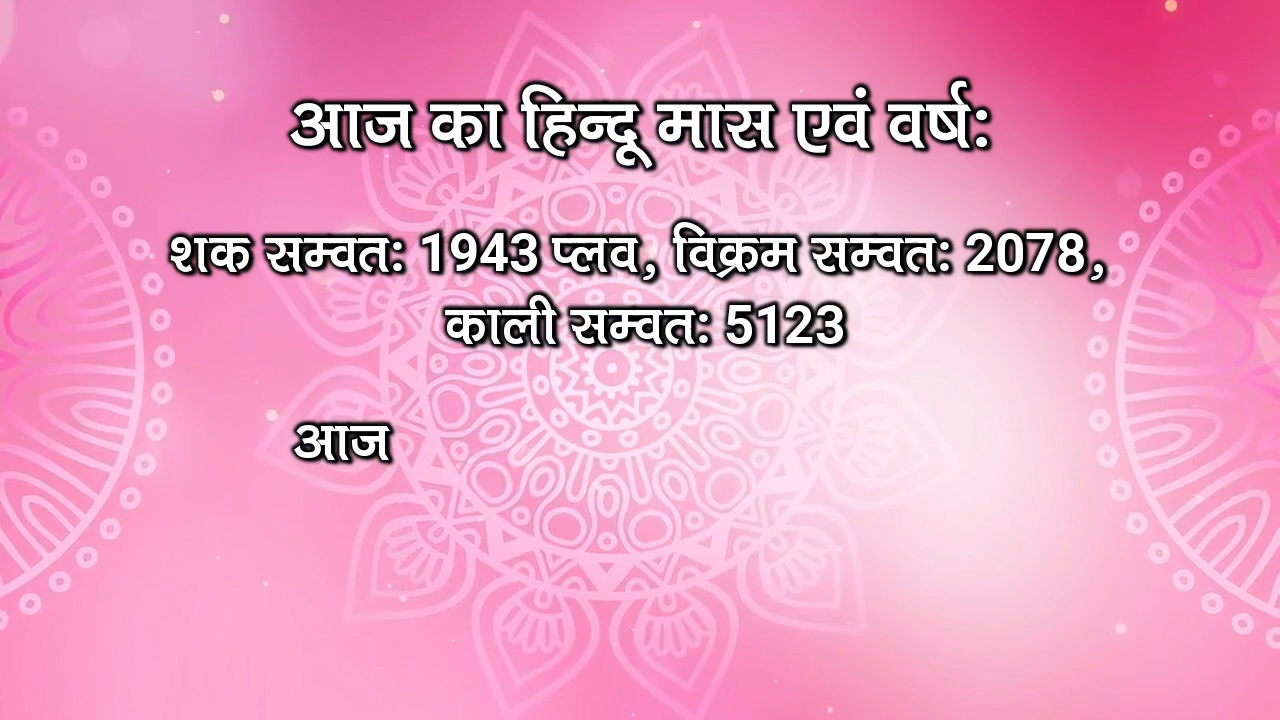 आज का हिन्दू मास एवं वर्ष:
शक सम्वत: 1943 प्लव, विक्रम सम्वत: 2078,
काली सम्वत: 5123
आज